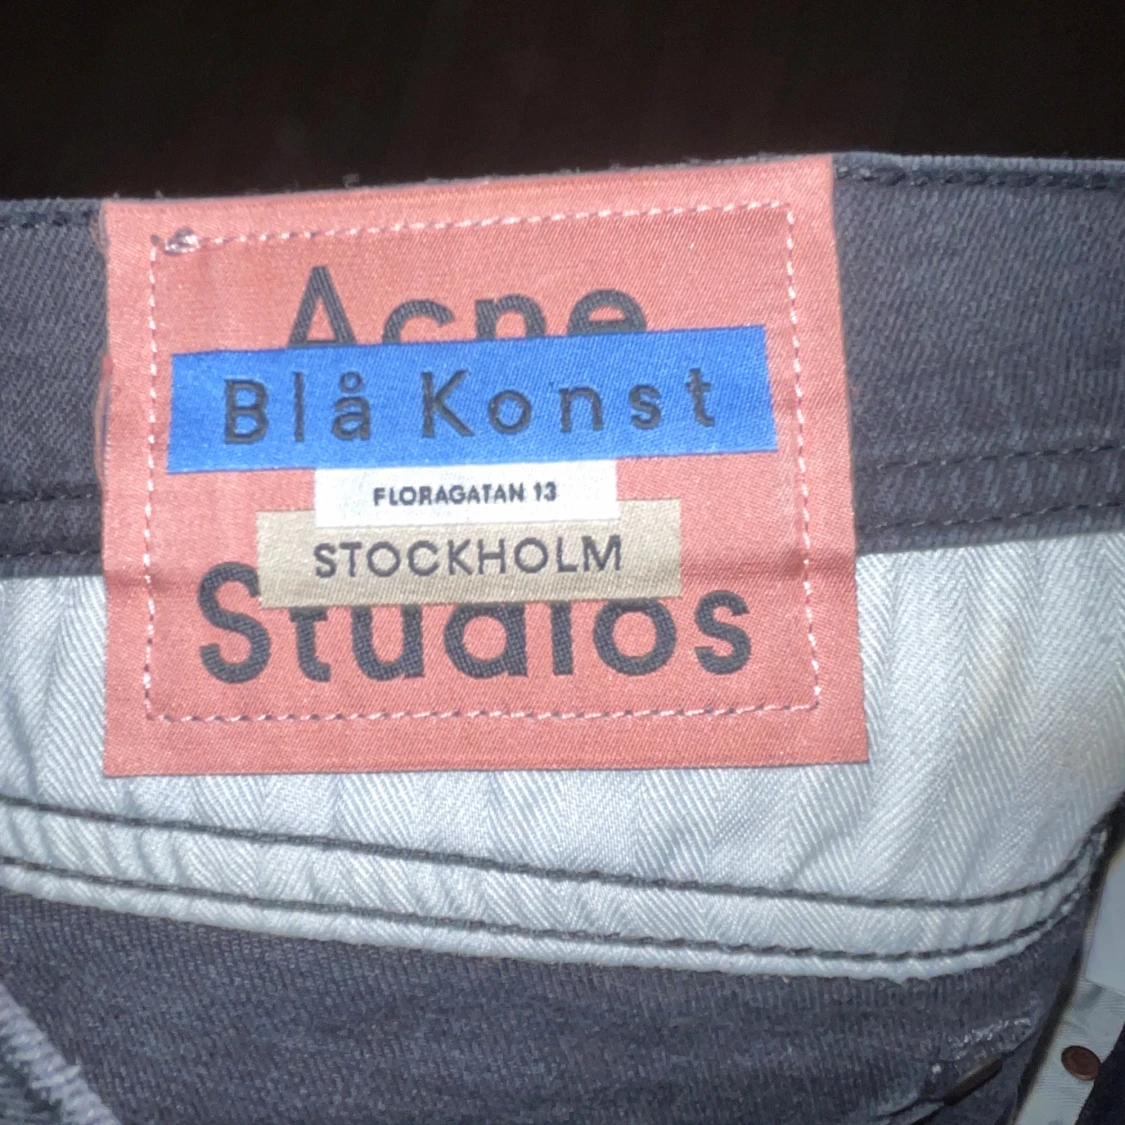 Acne
Blå Konst
FLORAGATAN 13
STOCKHOLM
Studios